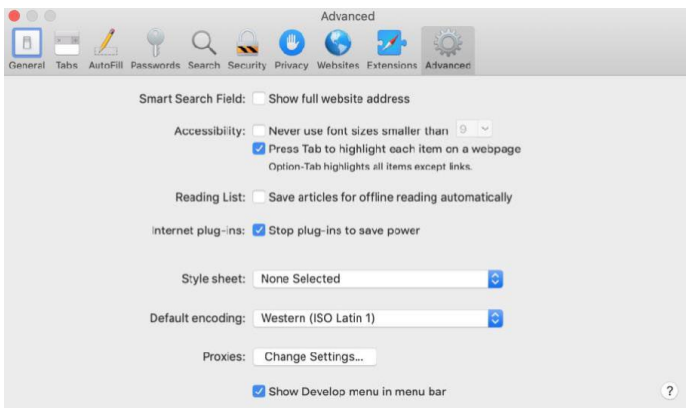 Advanced
General Tabs AutoFill Passwords Search Security Privacy Websites Extensions Advanced
Smart Search Field: Show full website address
Accessibility: Never use font sizes smaller than 9
Press Tab to highlight each item on a webpage
Option-Tab highlights all items except links.
Reading List: Save articles for offline reading automatically
Internet plug-ins: Stop plug-ins to save power
Style sheet: None Selected
Default encoding: Western (ISO Latin 1)
Proxies: Change Settings...
Show Develop menu in menu bar ?